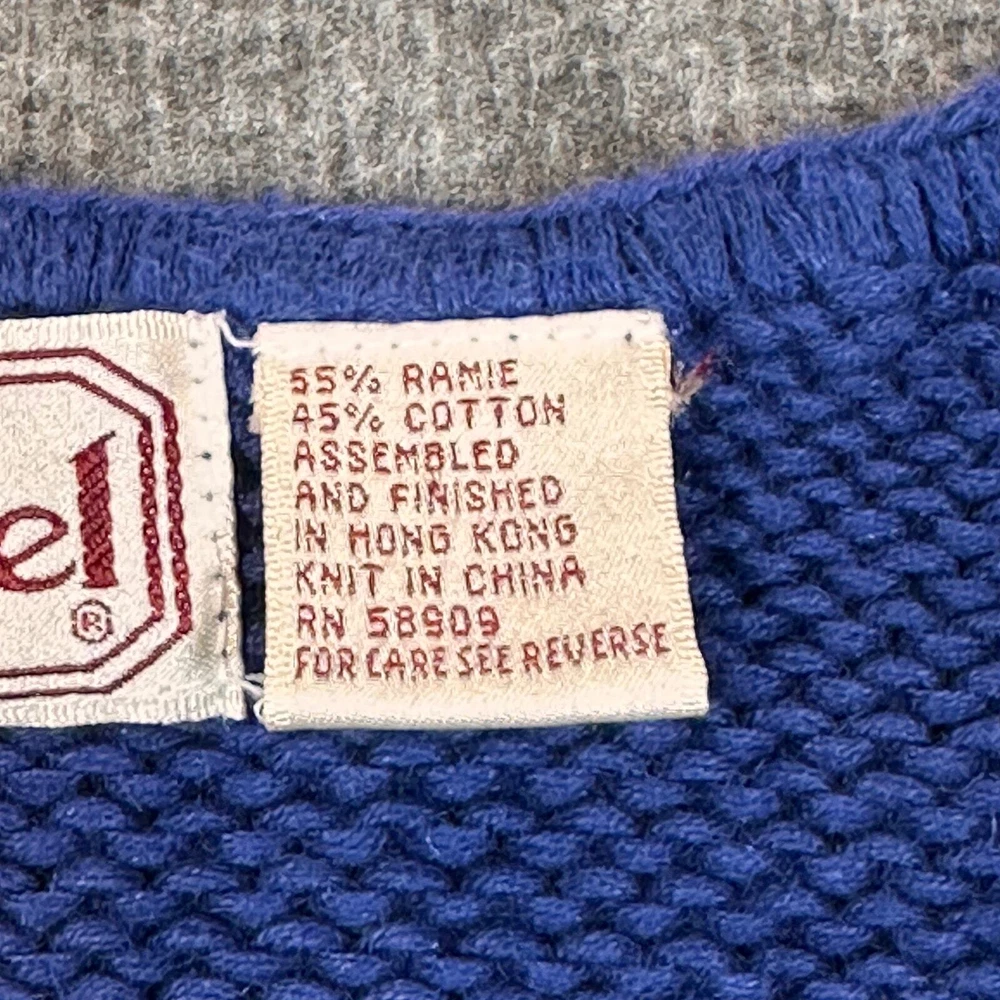 el
®
55% RAMIE
45% COTTON
ASSEMBLED
AND FINISHED
IN HONG KONG
KNIT IN CHINA
RN 58909
FOR CARE SEE REVERSE